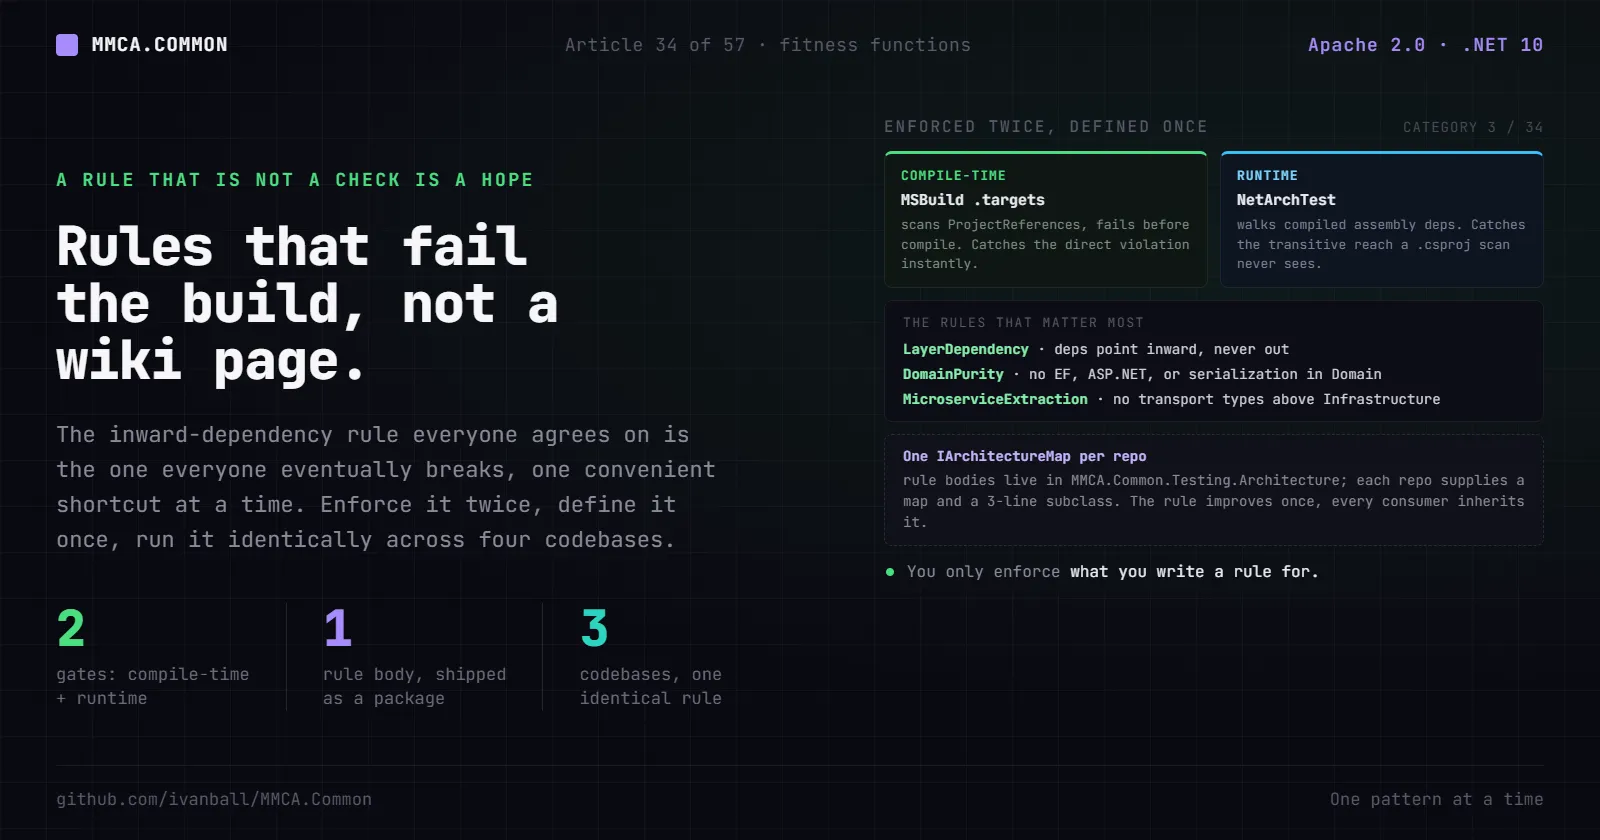 MMCA.COMMON
Article 34 of 57 · fitness functions
Apache 2.0 · .NET 10
A RULE THAT IS NOT A CHECK IS A HOPE
Rules that fail
the build, not a
wiki page.
The inward-dependency rule everyone agrees on is
the one everyone eventually breaks, one convenient
shortcut at a time. Enforce it twice, define it
once, run it identically across four codebases.
2
gates: compile-time
+ runtime
1
rule body, shipped
as a package
3
codebases, one
identical rule
ENFORCED TWICE, DEFINED ONCE
CATEGORY 3 / 34
COMPILE-TIME
MSBuild .targets
scans ProjectReferences, fails before
compile. Catches the direct violation
instantly.
RUNTIME
NetArchTest
walks compiled assembly deps. Catches
the transitive reach a .csproj scan
never sees.
THE RULES THAT MATTER MOST
LayerDependency · deps point inward, never out
DomainPurity · no EF, ASP.NET, or serialization in Domain
MicroserviceExtraction · no transport types above Infrastructure
One IArchitectureMap per repo
rule bodies live in MMCA.Common.Testing.Architecture; each repo supplies a
map and a 3-line subclass. The rule improves once, every consumer inherits
it.
You only enforce what you write a rule for.
github.com/ivanball/MMCA.Common
One pattern at a time